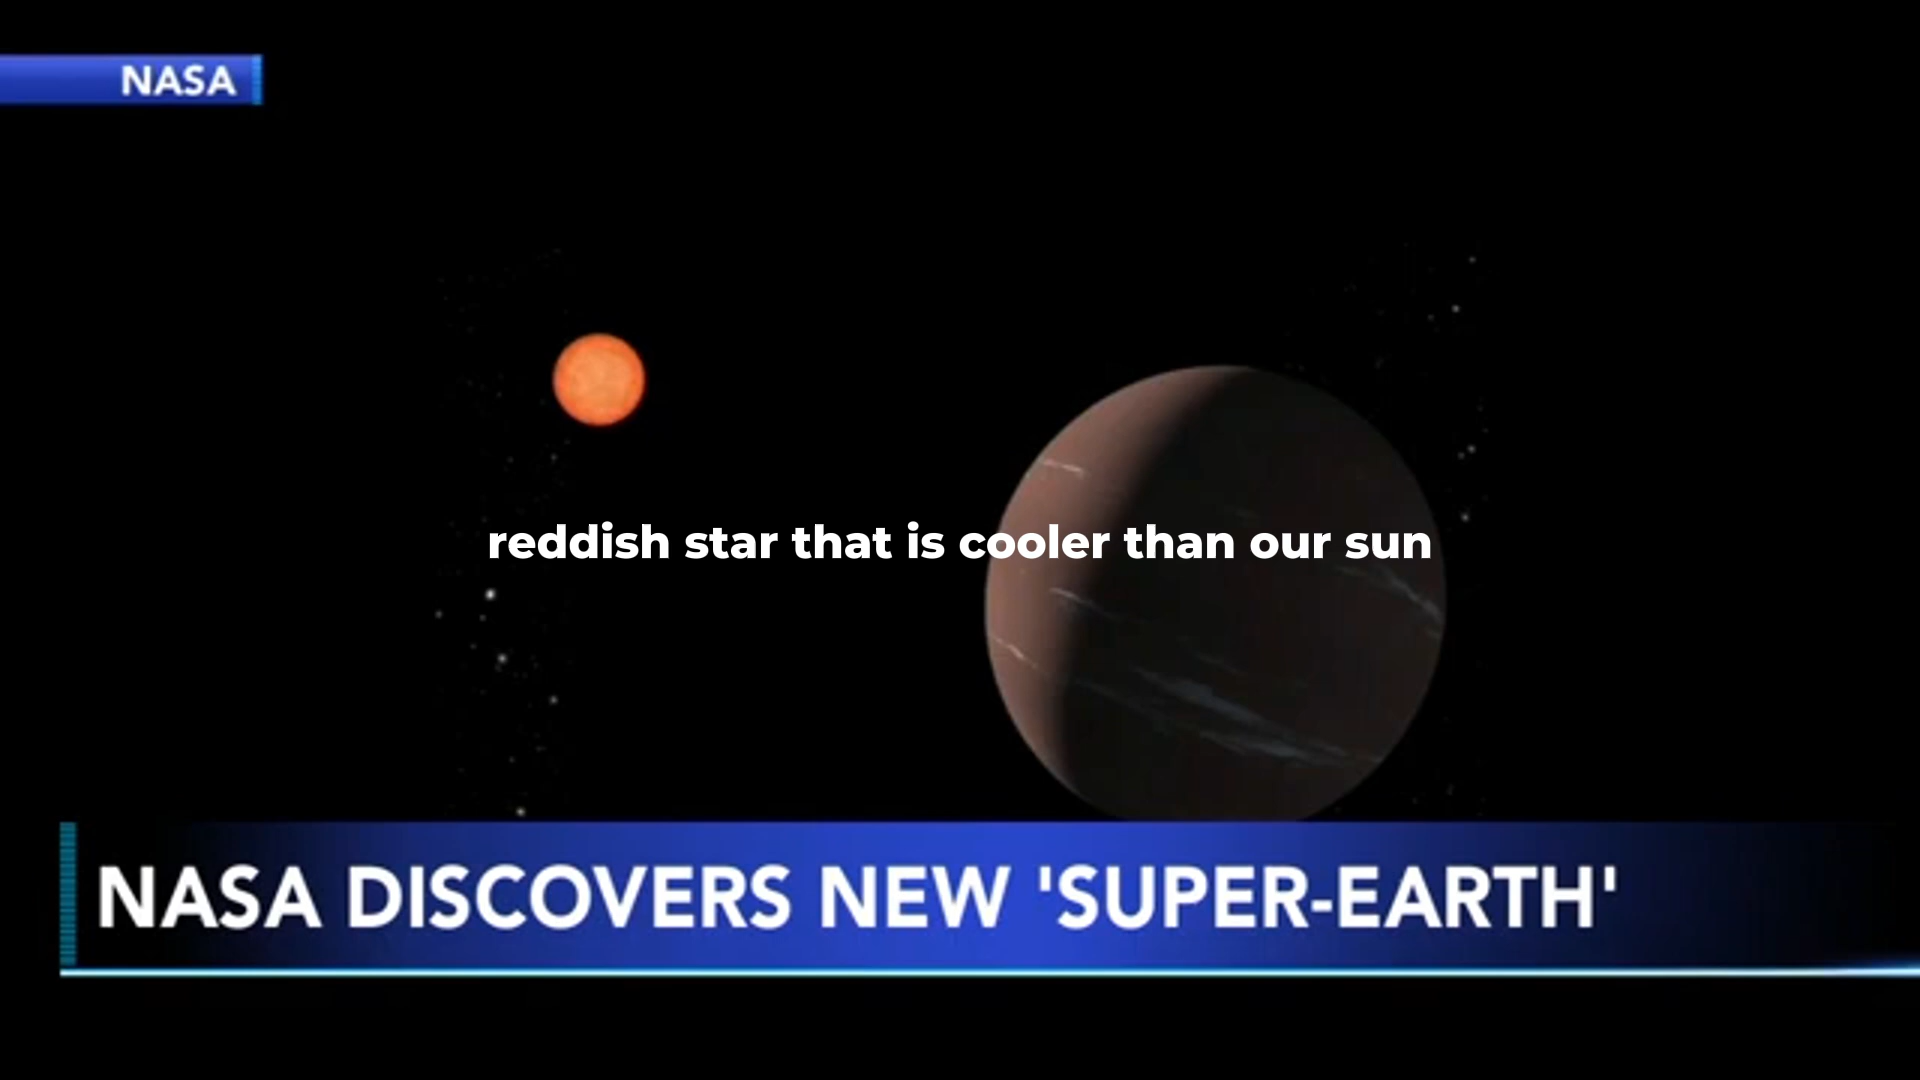 NASA
reddish star that is cooler than our sun
NASA DISCOVERS NEW 'SUPER-EARTH'